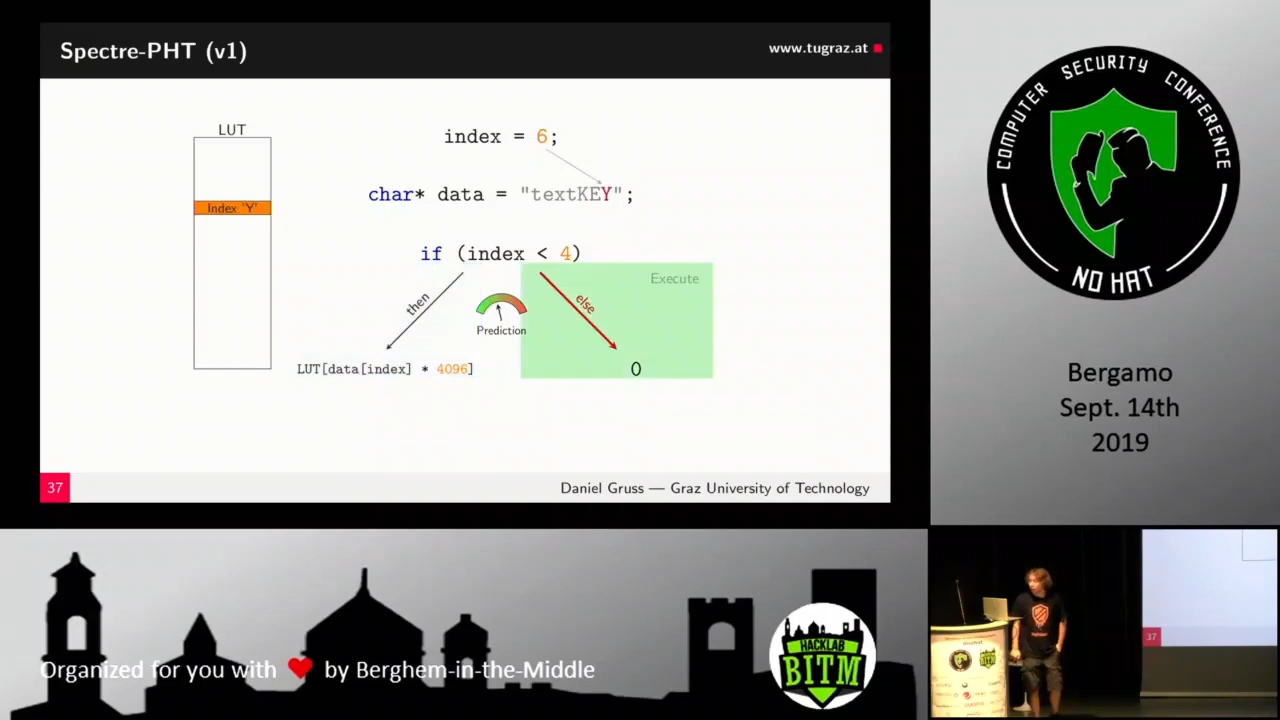 Spectre-PHT (v1)
www.tugraz.at
LUT
Index 'Y'
index = 6;
char* data = "textKEY";
if (index < 4)
then
else
Execute
Prediction
LUT[data[index] * 4096]
0
37
Daniel Gruss — Graz University of Technology
COMPUTER SECURITY CONFERENCE
NO HAT
Bergamo
Sept. 14th
2019
Organized for you with ❤ by Berghem-in-the-Middle
HACKLAB
BITM
37